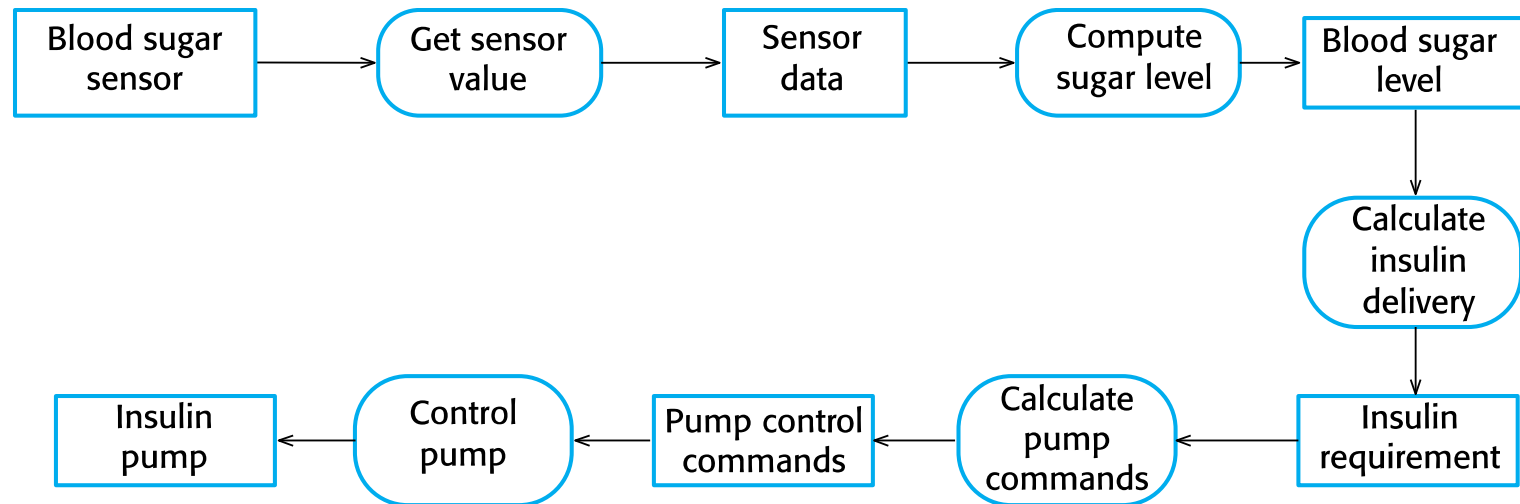 Blood sugar
sensor
Get sensor
value
Sensor
data
Compute
sugar level
Blood sugar
level
Calculate
insulin
delivery
Insulin
requirement
Calculate
pump
commands
Pump control
commands
Control
pump
Insulin
pump